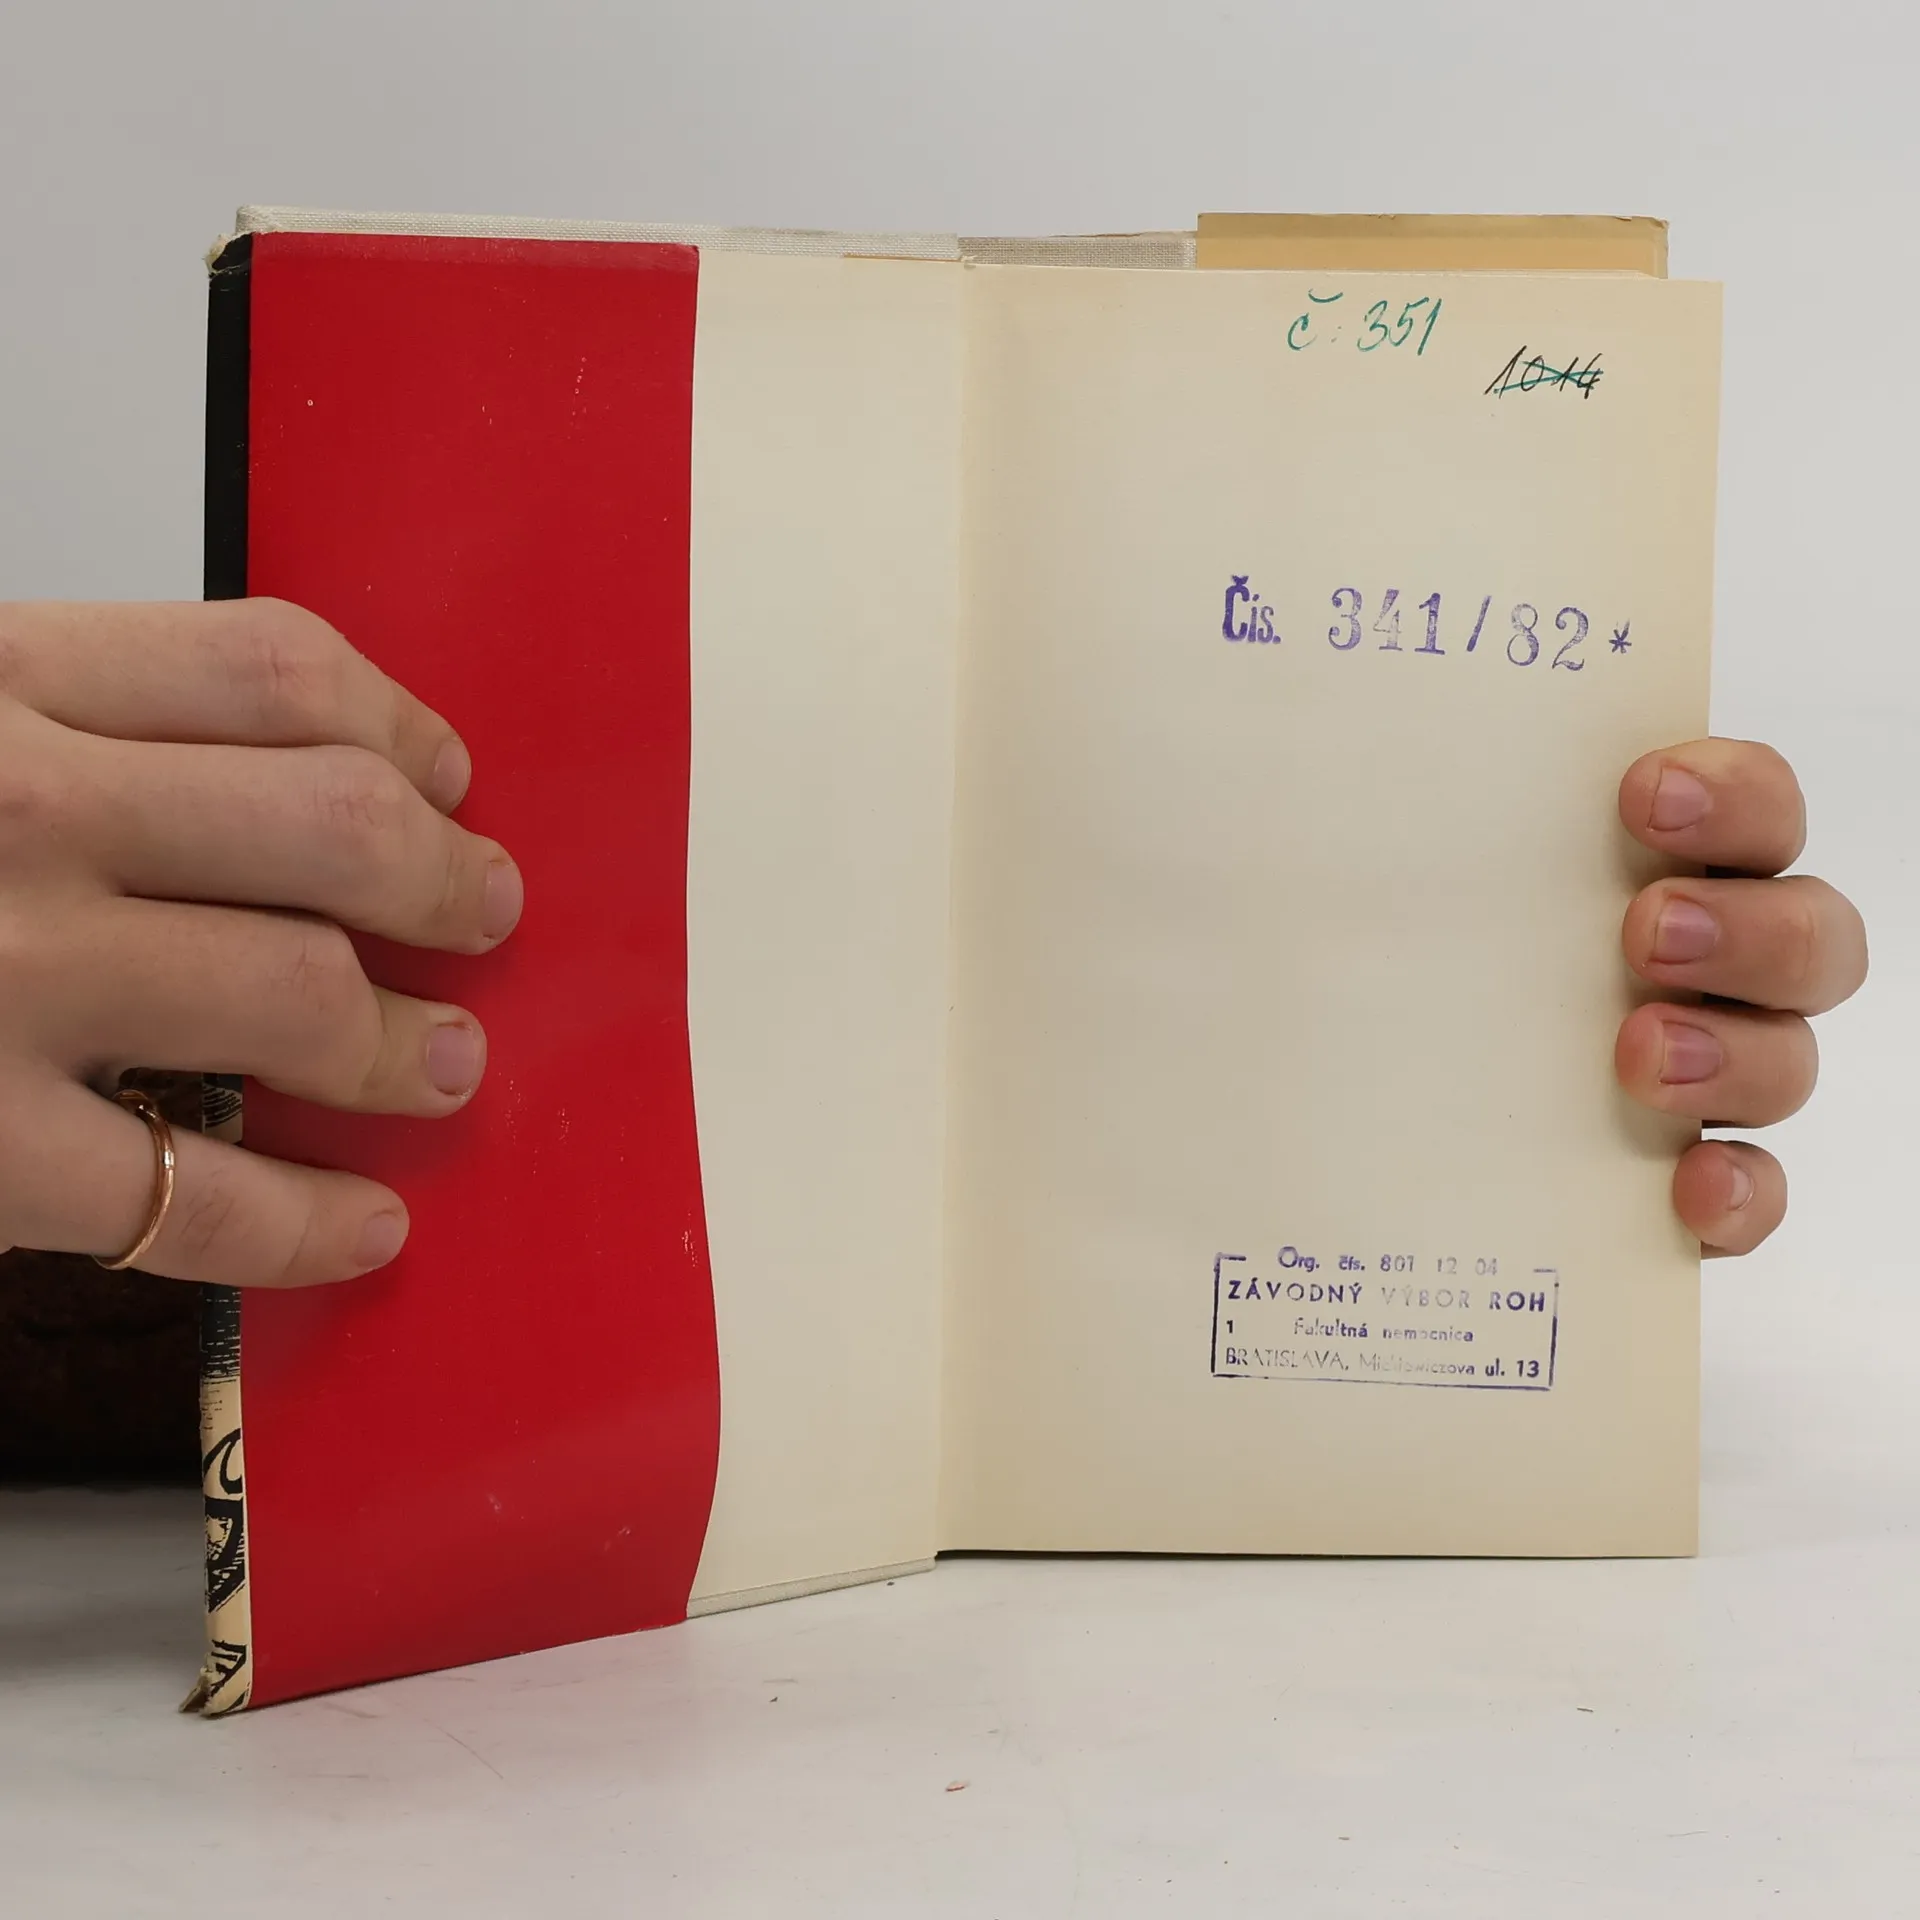 č. 351
1014
Čís. 341/82*
Org. čís. 801 12 04
ZÁVODNÝ VÝBOR ROH
1 Fakultná nemocnica
BRATISLAVA, Mickiewiczova ul. 13